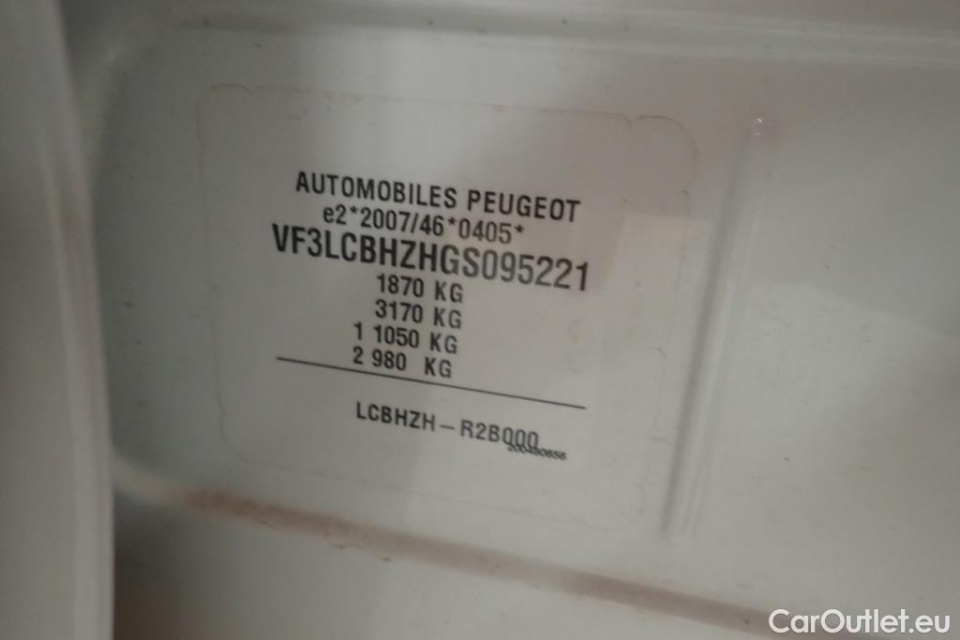 AUTOMOBILES PEUGEOT
e2*2007/46*0405*
VF3LCBHZHGS095221
1870 KG
3170 KG
1 1050 KG
2 980 KG
LCBHZH-R2B000
CarOutlet.eu